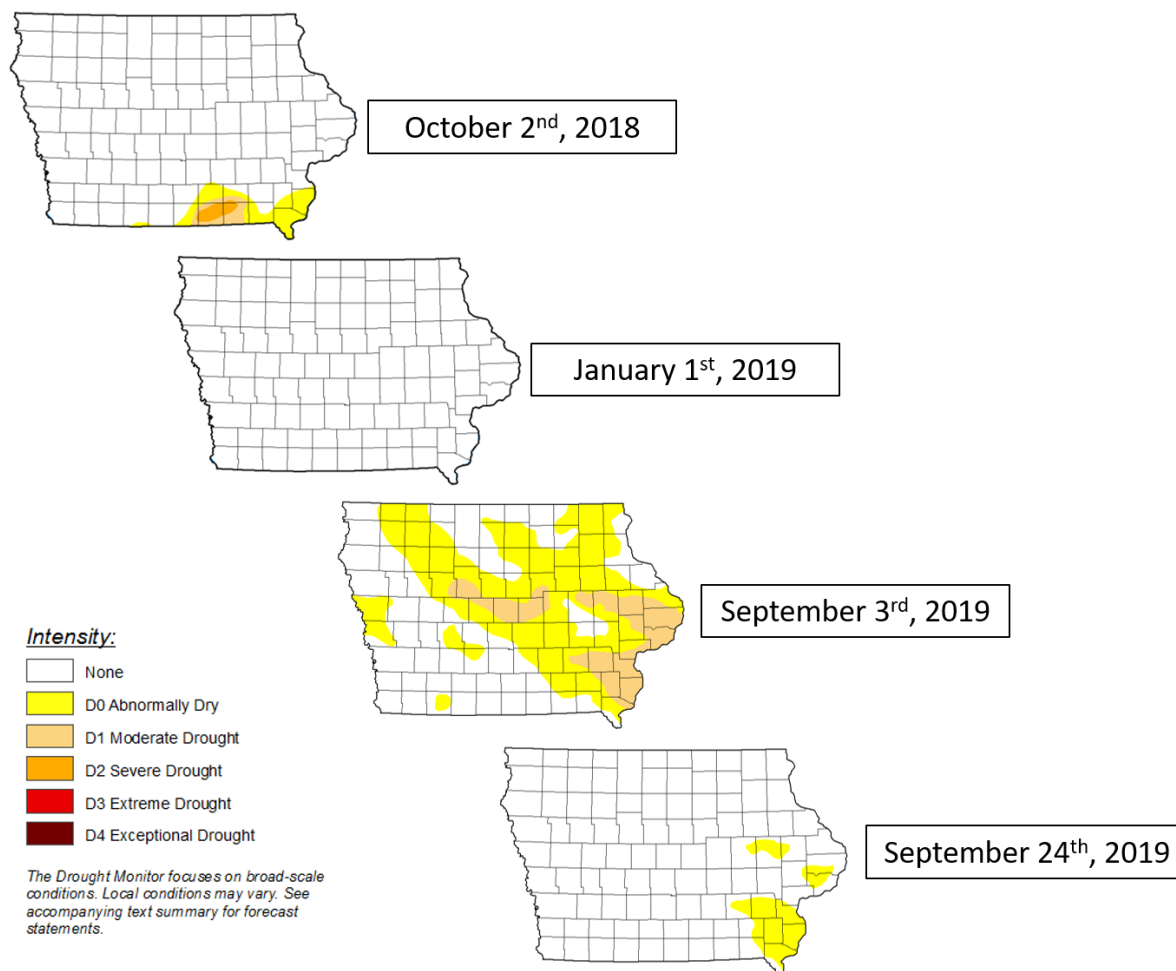 October 2nd, 2018
January 1st, 2019
September 3rd, 2019
Intensity:
None
D0 Abnormally Dry
D1 Moderate Drought
D2 Severe Drought
D3 Extreme Drought
D4 Exceptional Drought
September 24th, 2019
The Drought Monitor focuses on broad-scale
conditions. Local conditions may vary. See
accompanying text summary for forecast
statements.